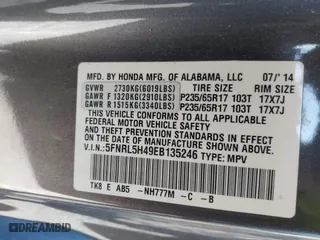 MFD. BY HONDA MFG. OF ALABAMA, LLC 07/'14
GVWR 2730KG(6019LBS) TIRE SIZE RIM SIZE
GAWR F 1320KG(2910LBS) P235/65R17 103T 17X7J
GAWR R 1515KG(3340LBS) P235/65R17 103T 17X7J
THIS VEHICLE CONFORMS TO ALL APPLICABLE FEDERAL MOTOR
VEHICLE SAFETY AND THEFT PREVENTION STANDARDS IN EFFECT
ON THE DATE OF MANUFACTURE SHOWN ABOVE.
V.I.N.: 5FNRL5H49EB135246 TYPE: MPV
TK8 E AB5 -NH777M -C -B